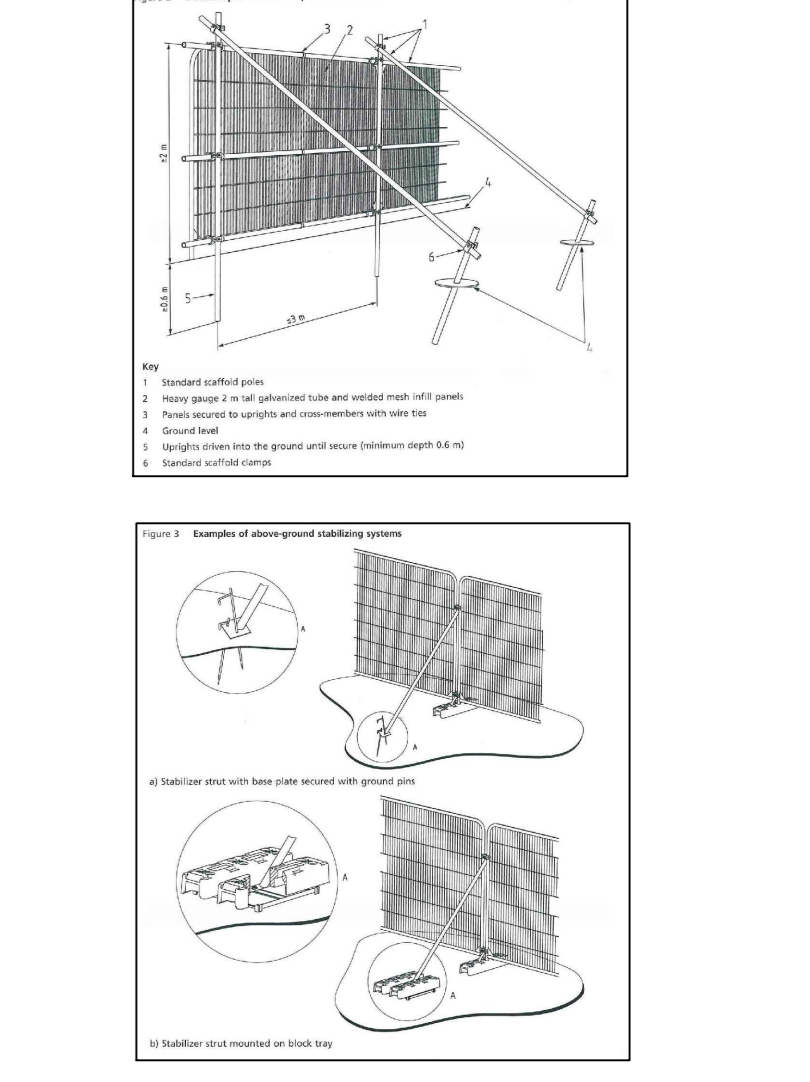 3
2
1
≥2 m
4
6
≥0.6 m
5
≤3 m
4
Key
1 Standard scaffold poles
2 Heavy gauge 2 m tall galvanized tube and welded mesh infill panels
3 Panels secured to uprights and cross-members with wire ties
4 Ground level
5 Uprights driven into the ground until secure (minimum depth 0.6 m)
6 Standard scaffold clamps
Figure 3 Examples of above-ground stabilizing systems
A
A
a) Stabilizer strut with base plate secured with ground pins
A
A
b) Stabilizer strut mounted on block tray